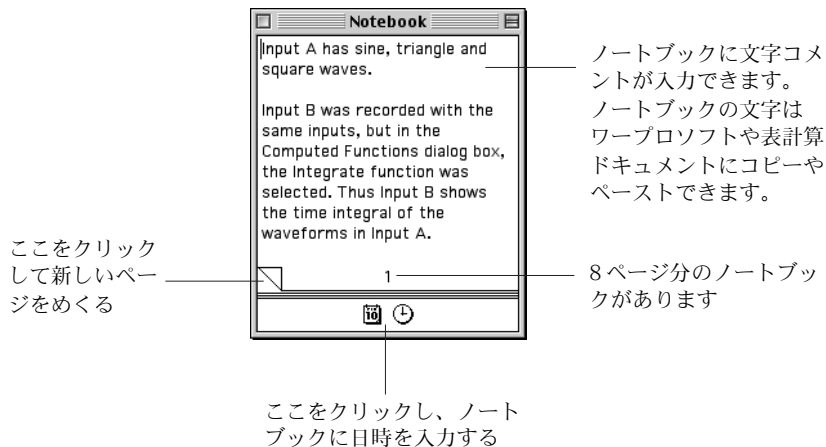 Notebook
Input A has sine, triangle and
square waves.
Input B was recorded with the
same inputs, but in the
Computed Functions dialog box,
the Integrate function was
selected. Thus Input B shows
the time integral of the
waveforms in Input A.
1
10
ノートブックに文字コメ
ントが入力できます。
ノートブックの文字は
ワープロソフトや表計算
ドキュメントにコピーや
ペーストできます。
ここをクリック
して新しいペー
ジをめくる
8ページ分のノートブッ
クがあります
ここをクリックし、ノート
ブックに日時を入力する